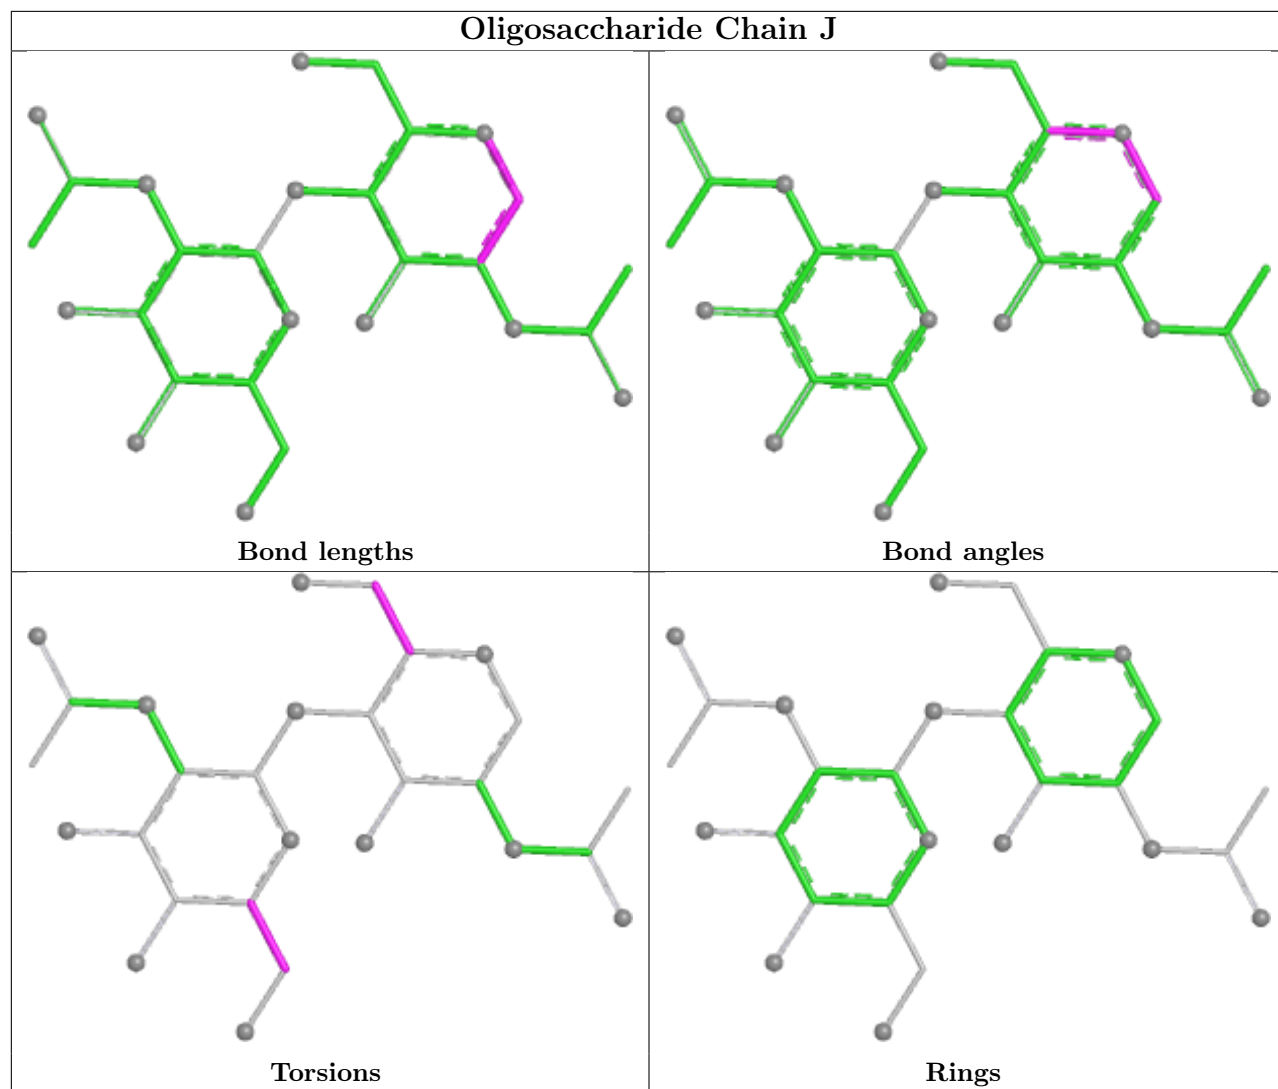 Oligosaccharide Chain J
Bond lengths
Bond angles
Torsions
Rings